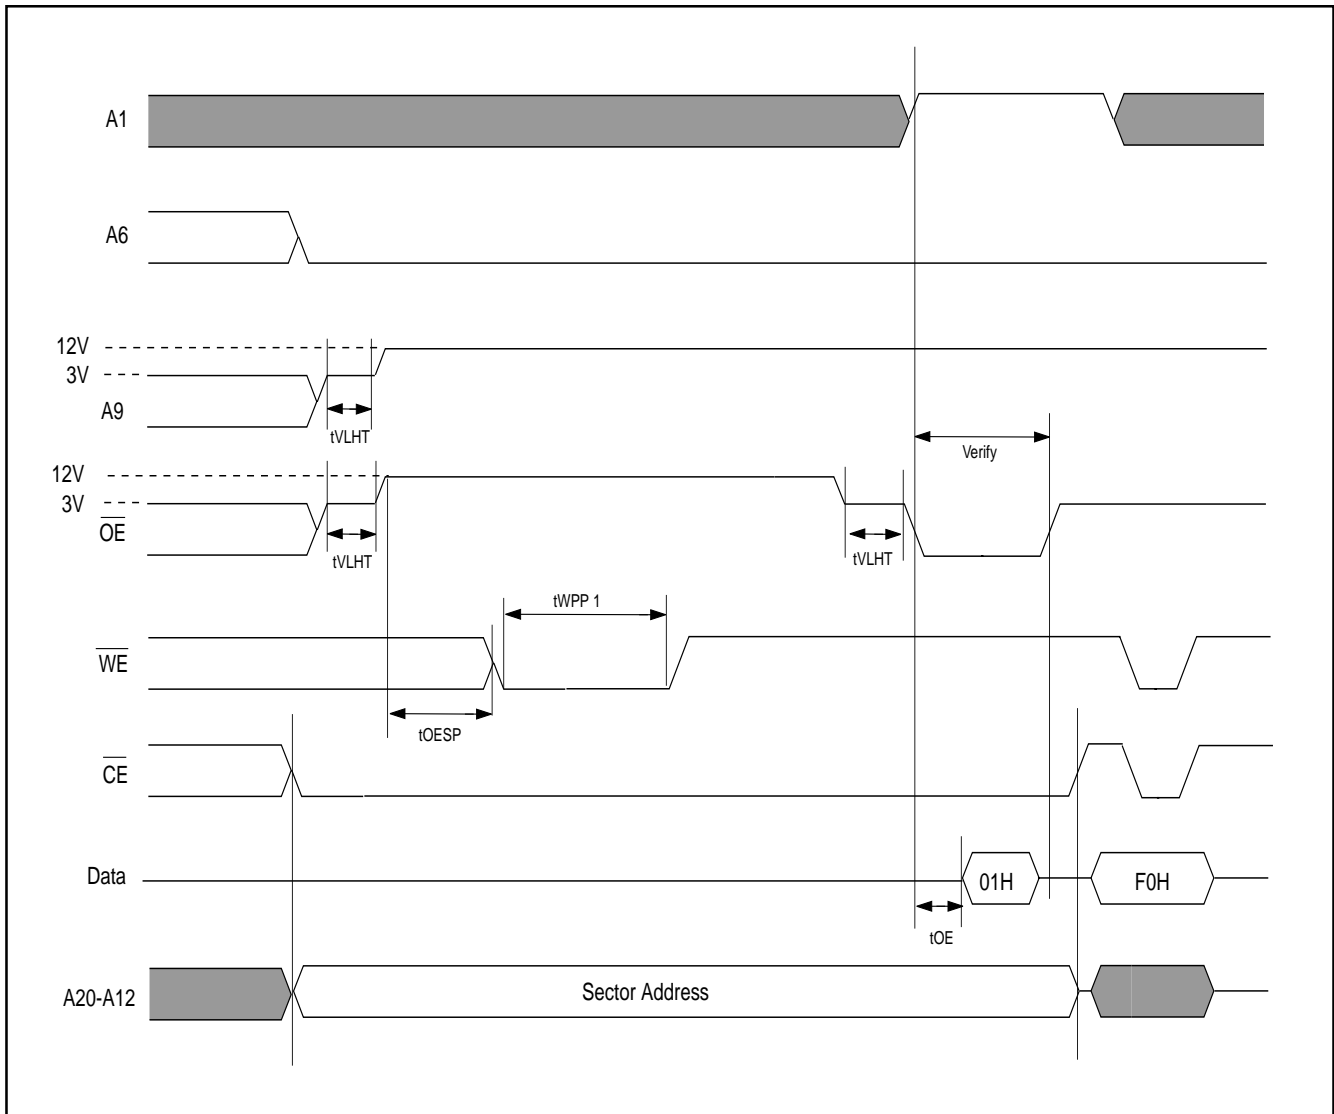 A1
A6
12V
3V
A9
tVLHT
Verify
12V
3V
OE
tVLHT
tVLHT
tWPP 1
WE
tOESP
CE
Data
01H
F0H
tOE
A20-A12
Sector Address